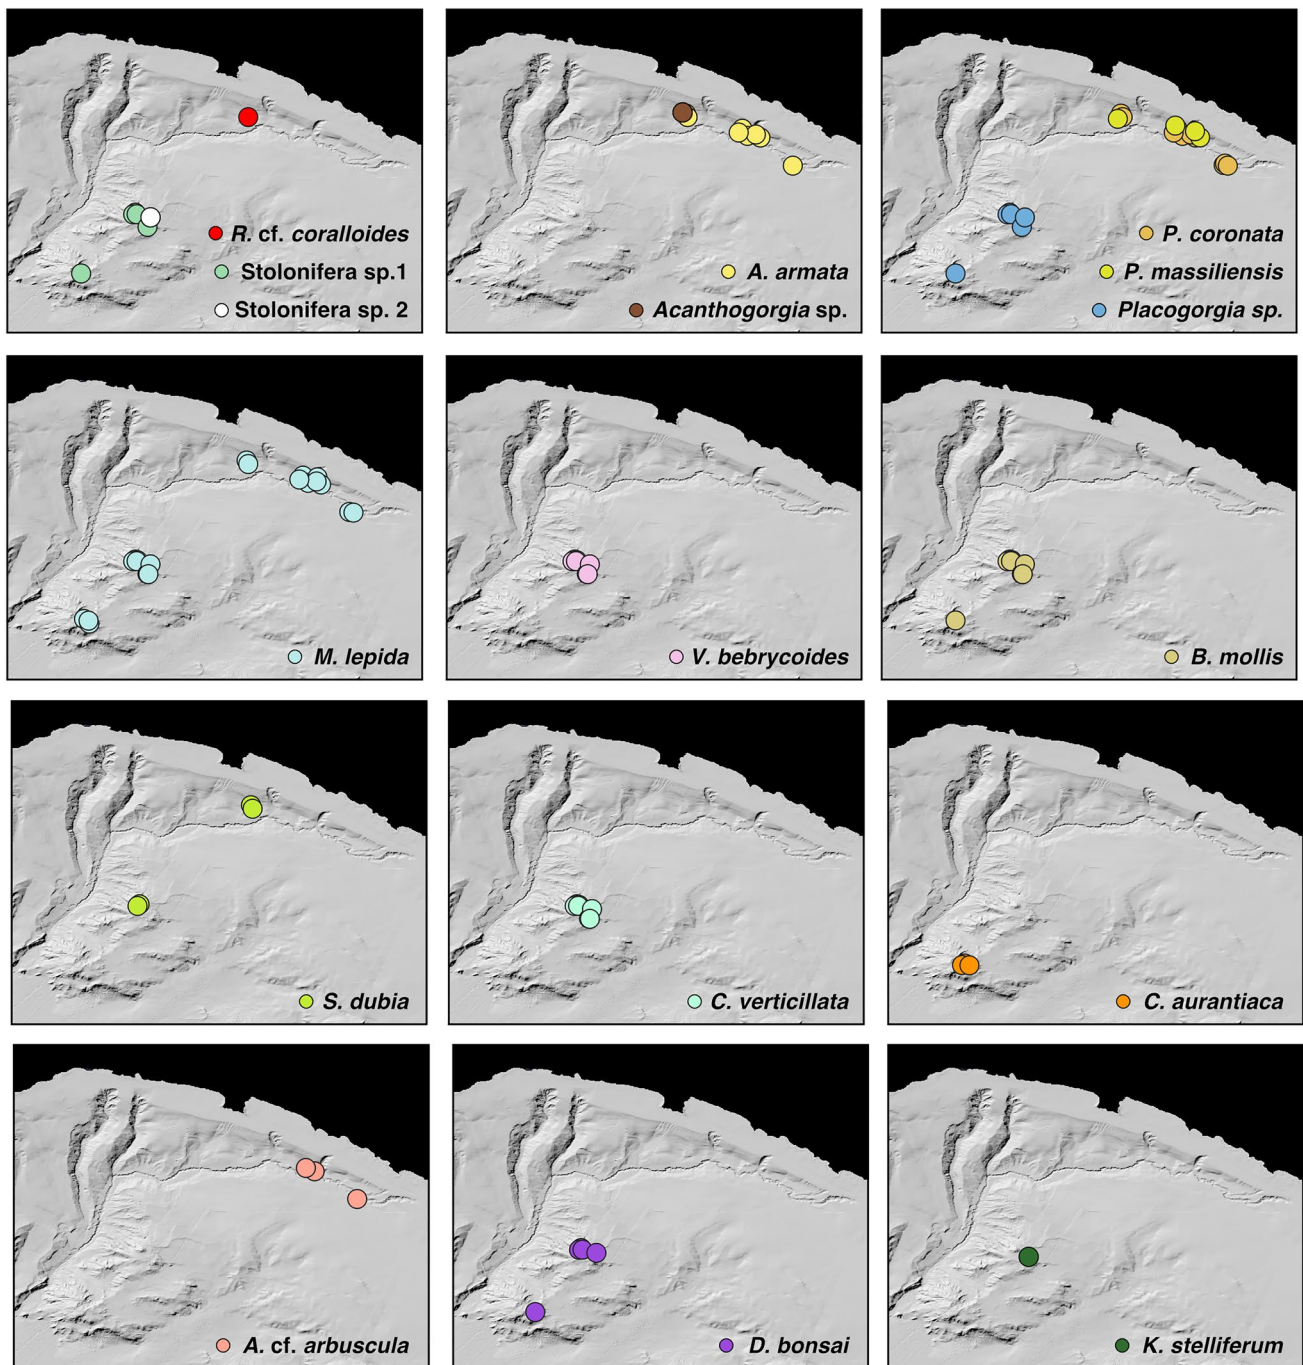 R. cf. coralloides
Stolonifera sp.1
Stolonifera sp. 2
A. armata
Acanthogorgia sp.
P. coronata
P. massiliensis
Placogorgia sp.
M. lepida
V. bebrycoides
B. mollis
S. dubia
C. verticillata
C. aurantiaca
A. cf. arbuscula
D. bonsai
K. stelliferum